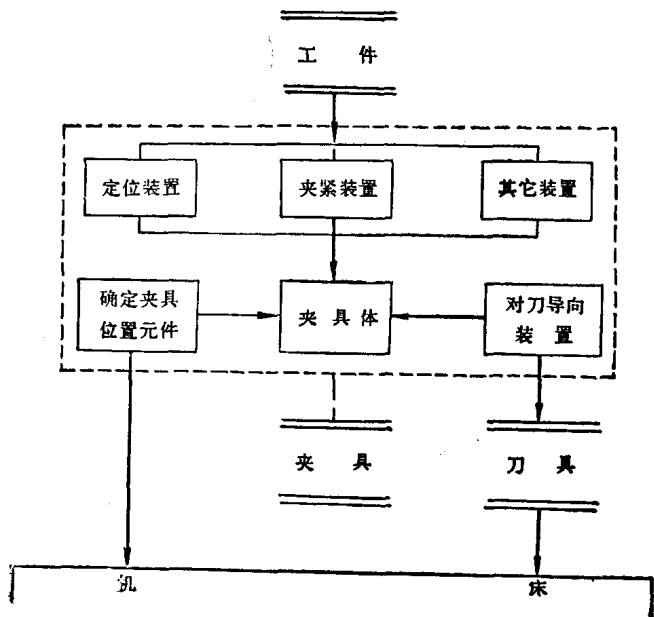 工 件
定位装置
夹紧装置
其它装置
确定夹具
位置元件
夹具体
对刀导向
装置
夹 具
刀 具
机 床